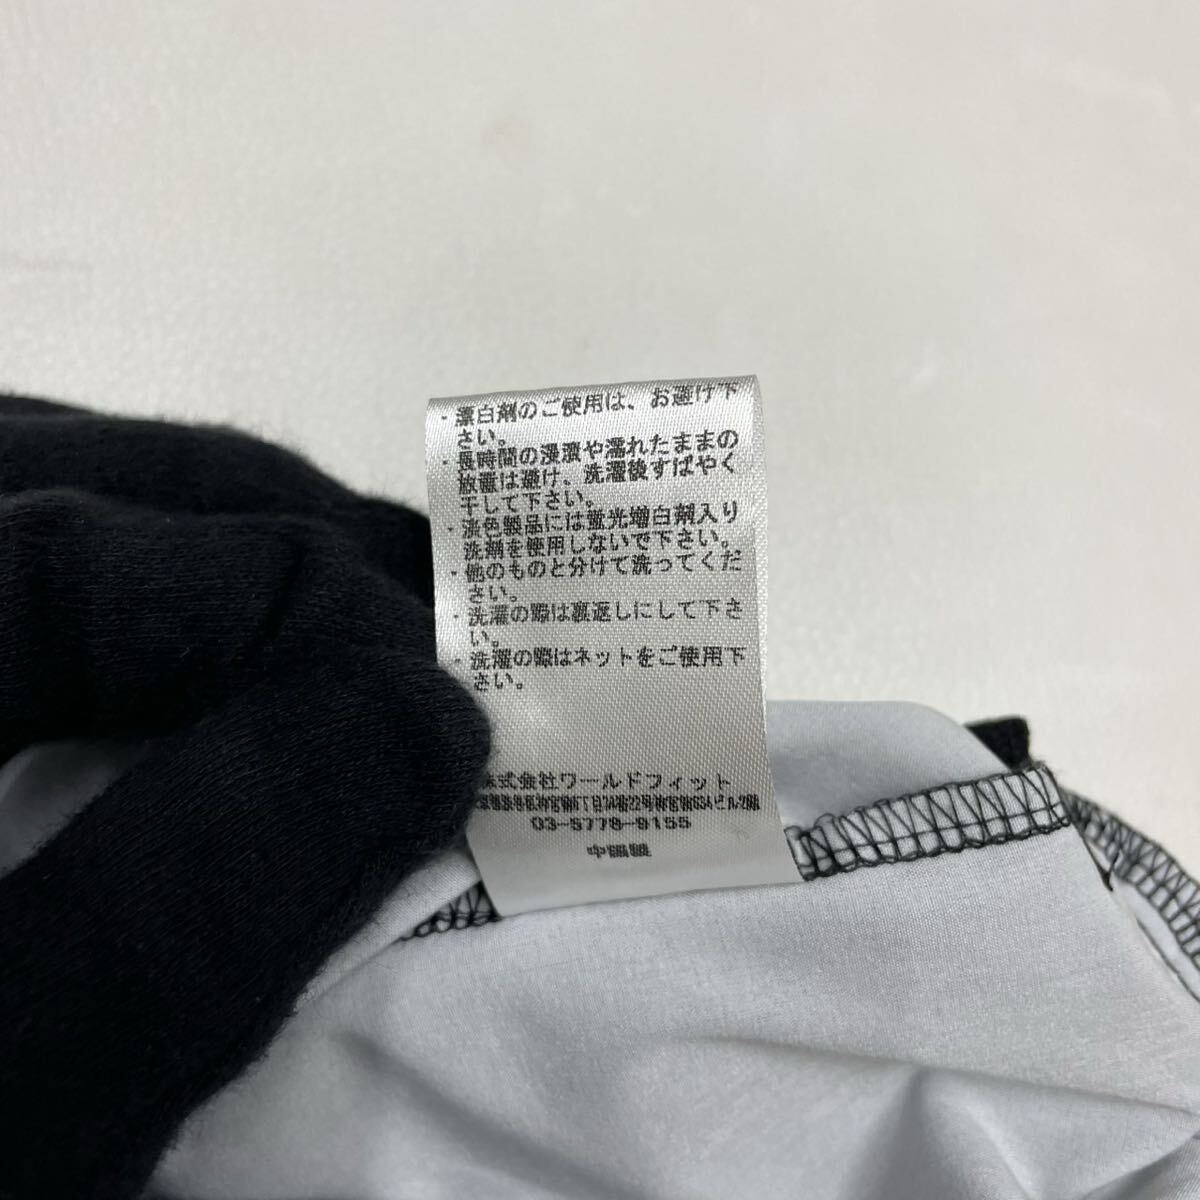 ・漂白剤のご使用は、お避け下
さい。
・長時間の浸漬や濡れたままの
放置は避け、洗濯後すばやく
干して下さい。
・淡色製品には蛍光増白剤入り
洗剤を使用しないで下さい。
・他のものと分けて洗ってくだ
さい。
・洗濯の際は裏返しにして下さ
い。
・洗濯の際はネットをご使用下
さい。
株式会社ワールドフィット
03-5778-9155
中国製